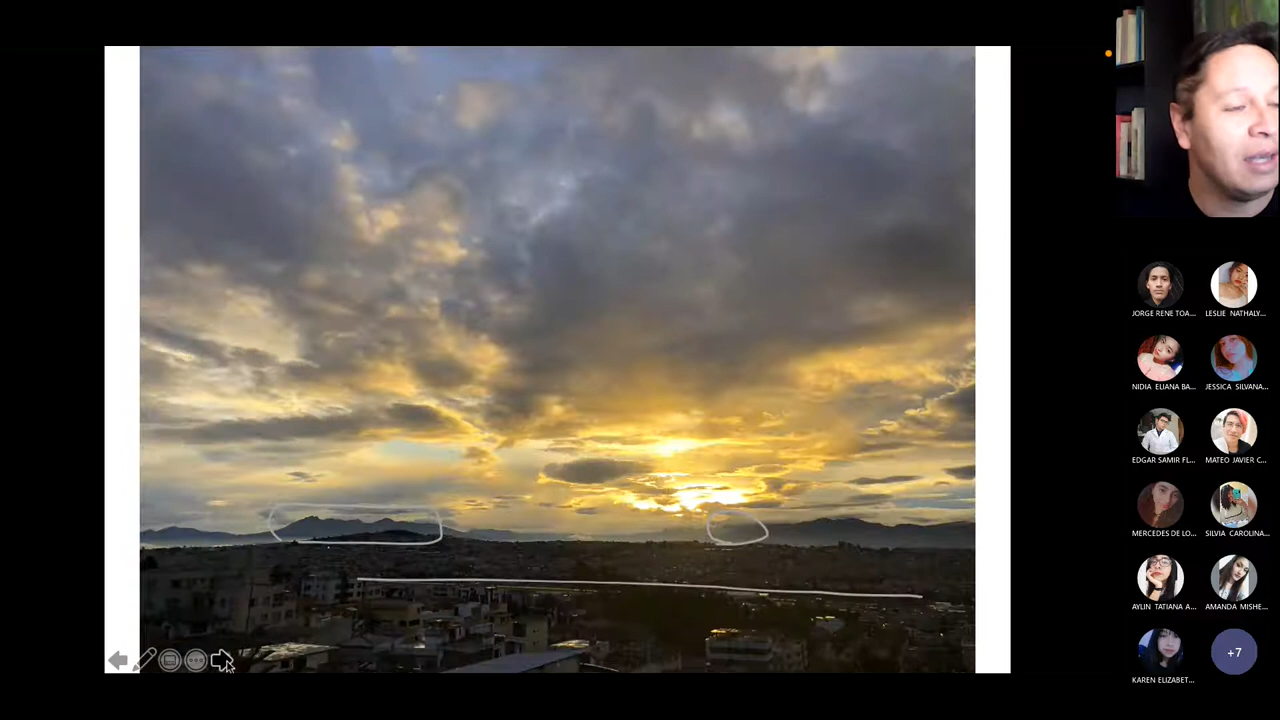 JORGE RENE TOA...
LESLIE NATHALY...
NIDIA ELIANA BA...
JESSICA SILVANA...
EDGAR SAMIR FL...
MATEO JAVIER C...
MERCEDES DE LO...
SILVIA CAROLINA...
AYLIN TATIANA A...
AMANDA MISHE...
KAREN ELIZABET...
+7